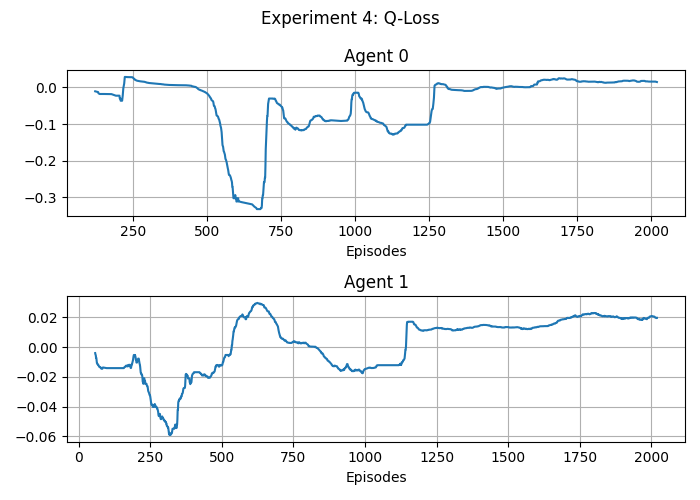 Experiment 4: Q-Loss
Agent 0
0.0
−0.1
−0.2
−0.3
250 500 750 1000 1250 1500 1750 2000
Episodes
Agent 1
0.02
0.00
−0.02
−0.04
−0.06
0 250 500 750 1000 1250 1500 1750 2000
Episodes